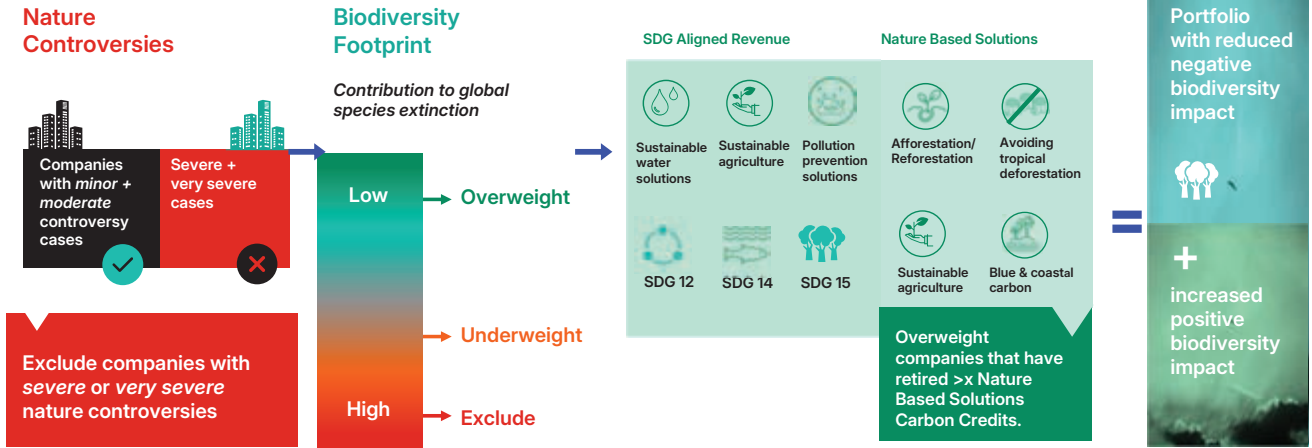 Nature
Controversies
Companies
with minor +
moderate
controversy
cases
Severe +
very severe
cases
Exclude companies with
severe or very severe
nature controversies
Biodiversity
Footprint
Contribution to global
species extinction
Low
High
Overweight
Underweight
Exclude
SDG Aligned Revenue
Sustainable
water
solutions
Sustainable
agriculture
Pollution
prevention
solutions
SDG 12
SDG 14
SDG 15
Nature Based Solutions
Afforestation/
Reforestation
Avoiding
tropical
deforestation
Sustainable
agriculture
Blue & coastal
carbon
Overweight
companies that have
retired >x Nature
Based Solutions
Carbon Credits.
=
Portfolio
with reduced
negative
biodiversity
impact
+
increased
positive
biodiversity
impact